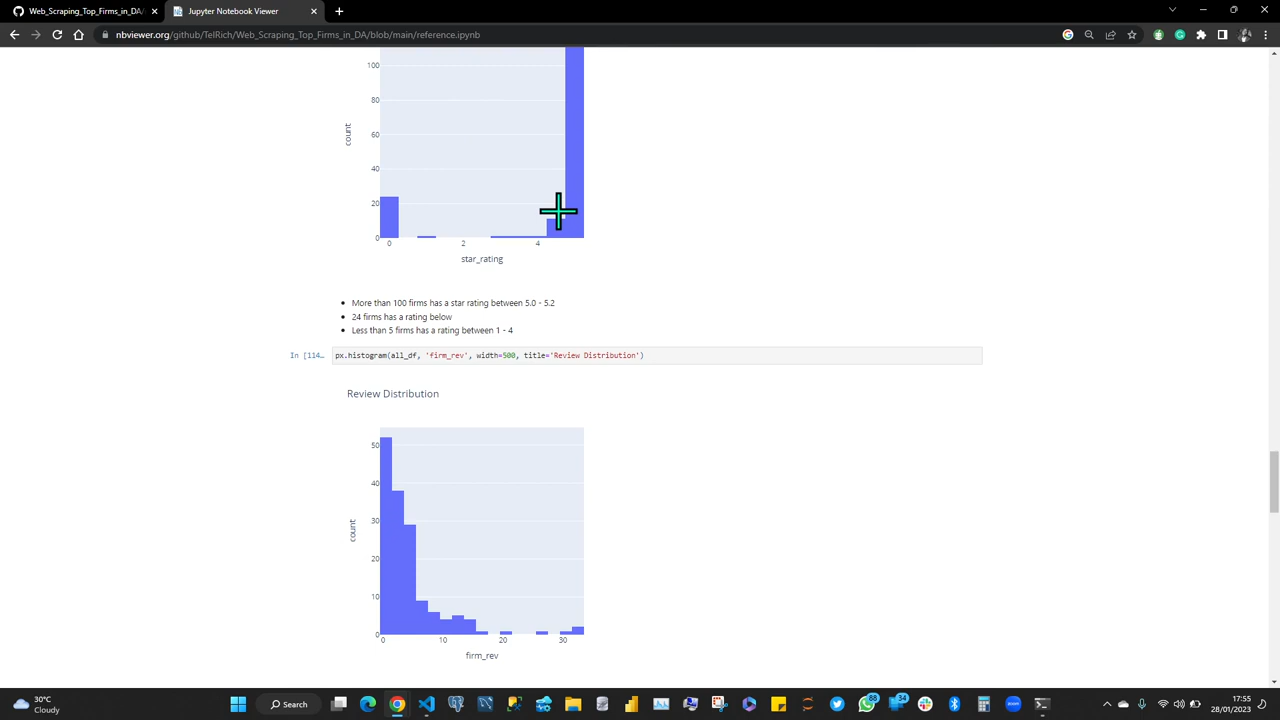 Web_Scraping_Top_Firms_in_DA/
Jupyter Notebook Viewer
nbviewer.org/github/TelRich/Web_Scraping_Top_Firms_in_DA/blob/main/reference.ipynb
100
80
60
40
20
0
count
0 2 4
star_rating
More than 100 firms has a star rating between 5.0 - 5.2
24 firms has a rating below
Less than 5 firms has a rating between 1 - 4
In [114…
px.histogram(all_df, 'firm_rev', width=500, title='Review Distribution')
Review Distribution
50
40
30
20
10
0
count
0 10 20 30
firm_rev
30°C
Cloudy
Search
88
34
zoom
17:55
28/01/2023